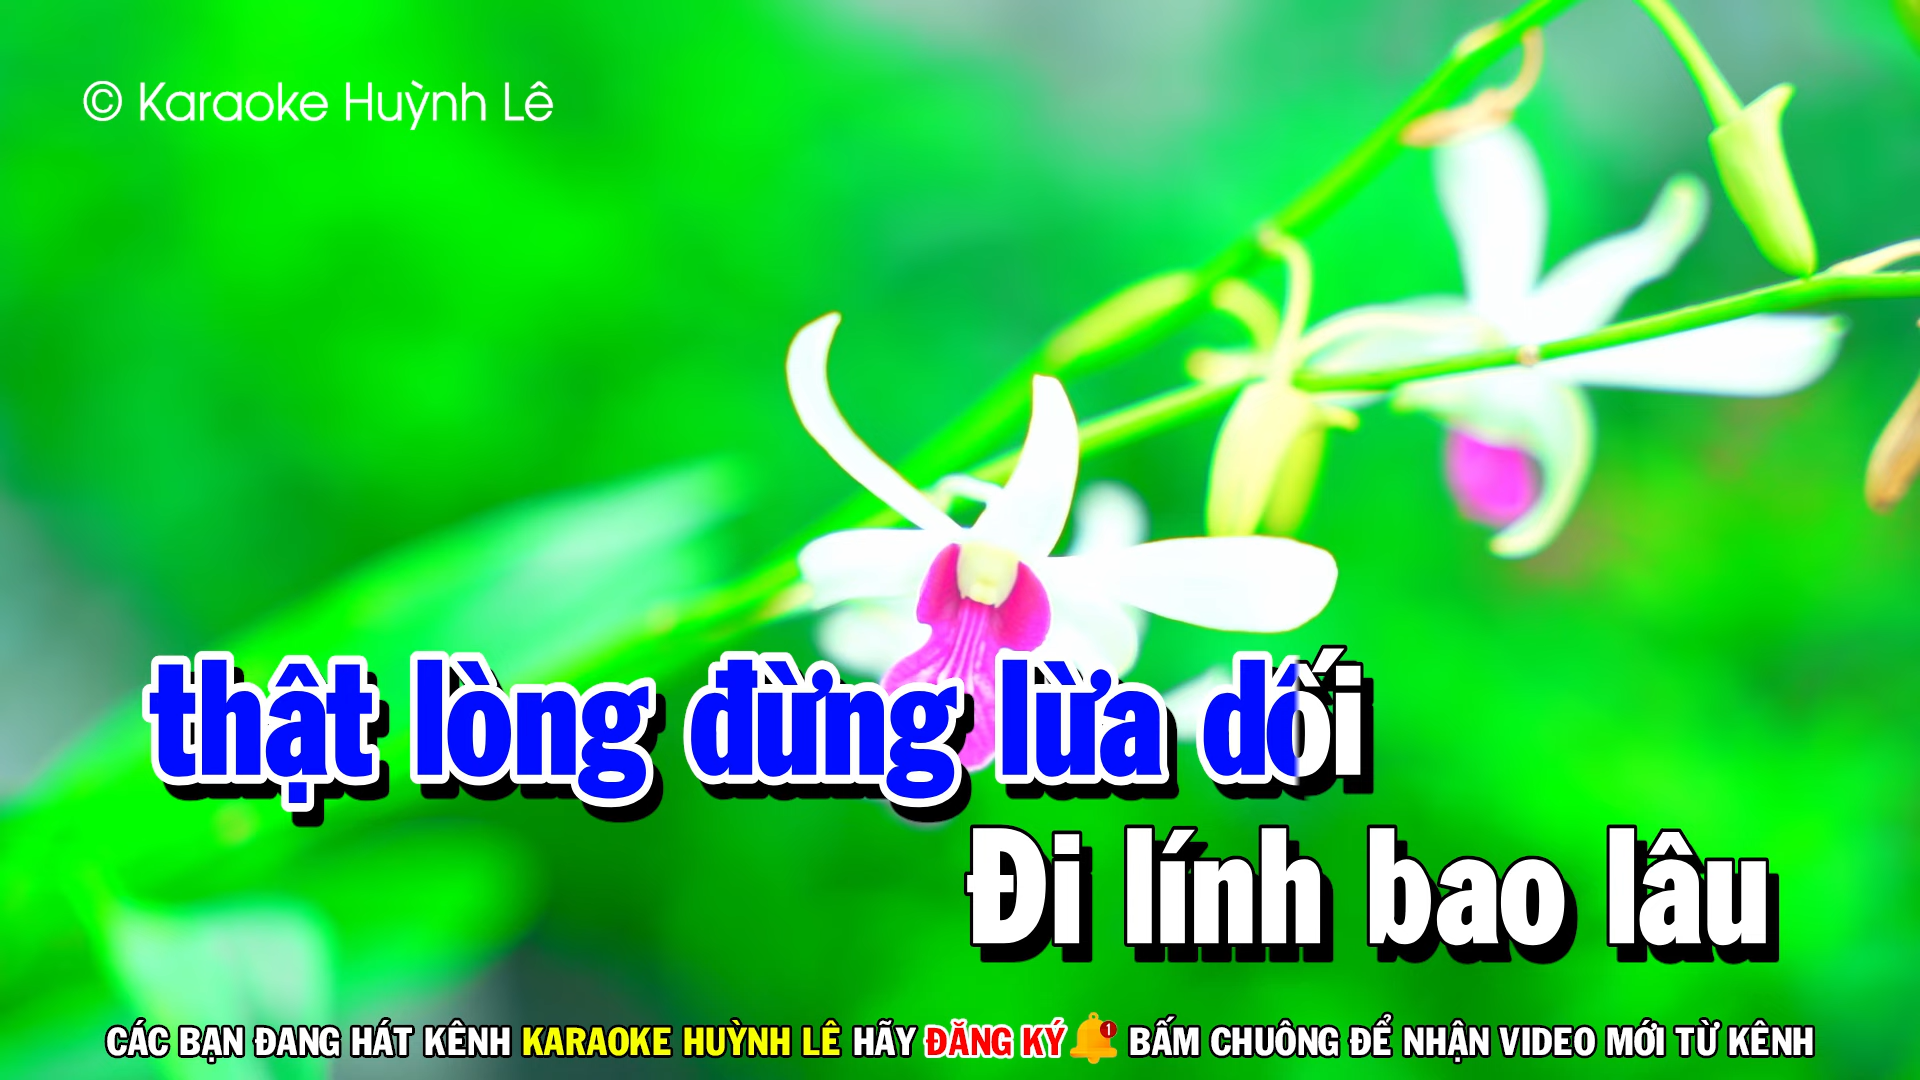 © Karaoke Huỳnh Lê
thật lòng đừng lừa dối
Đi lính bao lâu
CÁC BẠN ĐANG HÁT KÊNH KARAOKE HUỲNH LÊ HÃY ĐĂNG KÝ 1 BẤM CHUÔNG ĐỂ NHẬN VIDEO MỚI TỪ KÊNH